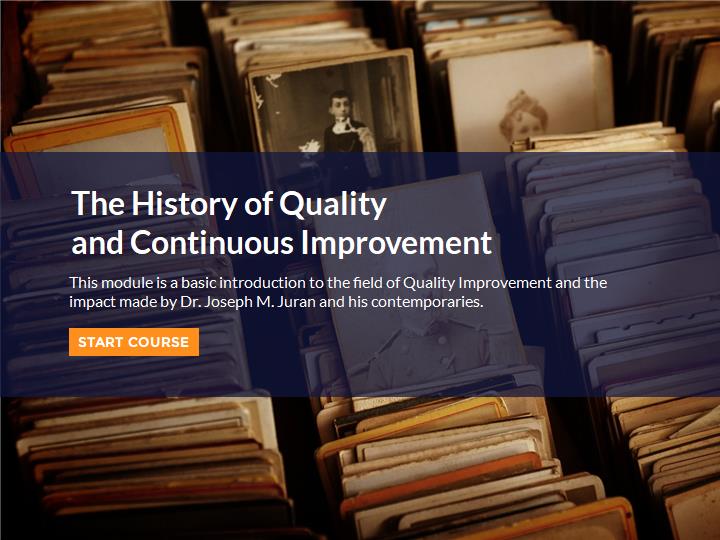 The History of Quality
and Continuous Improvement
This module is a basic introduction to the field of Quality Improvement and the
impact made by Dr. Joseph M. Juran and his contemporaries.
START COURSE